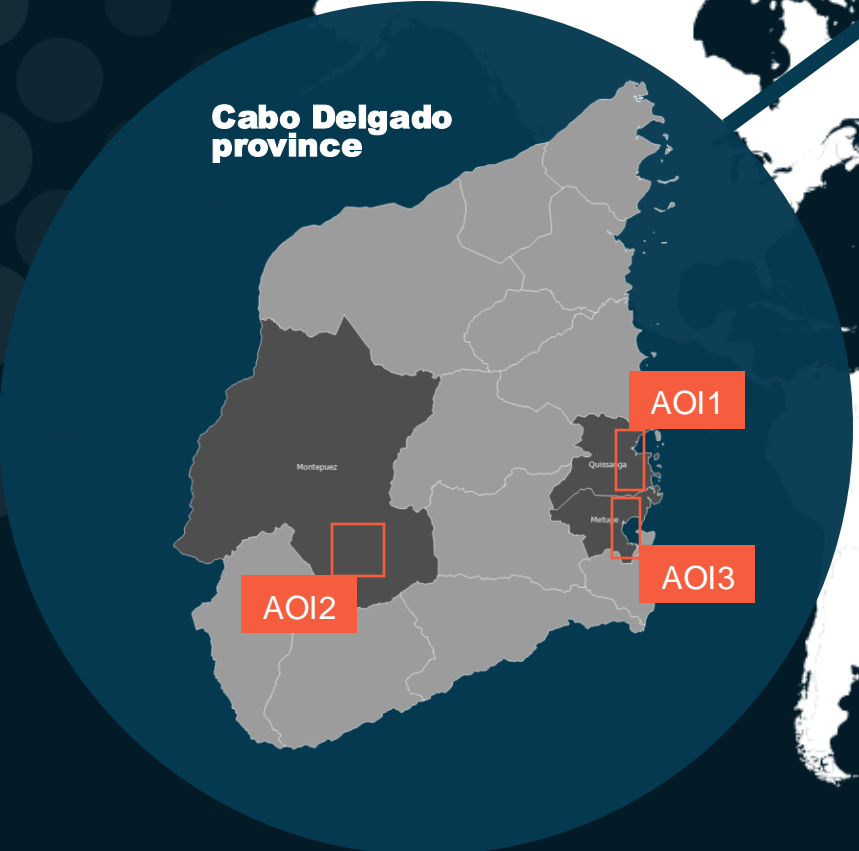 Cabo Delgado
province
AOI1
Quissanga
Montepuez
Metuge
AOI3
AOI2